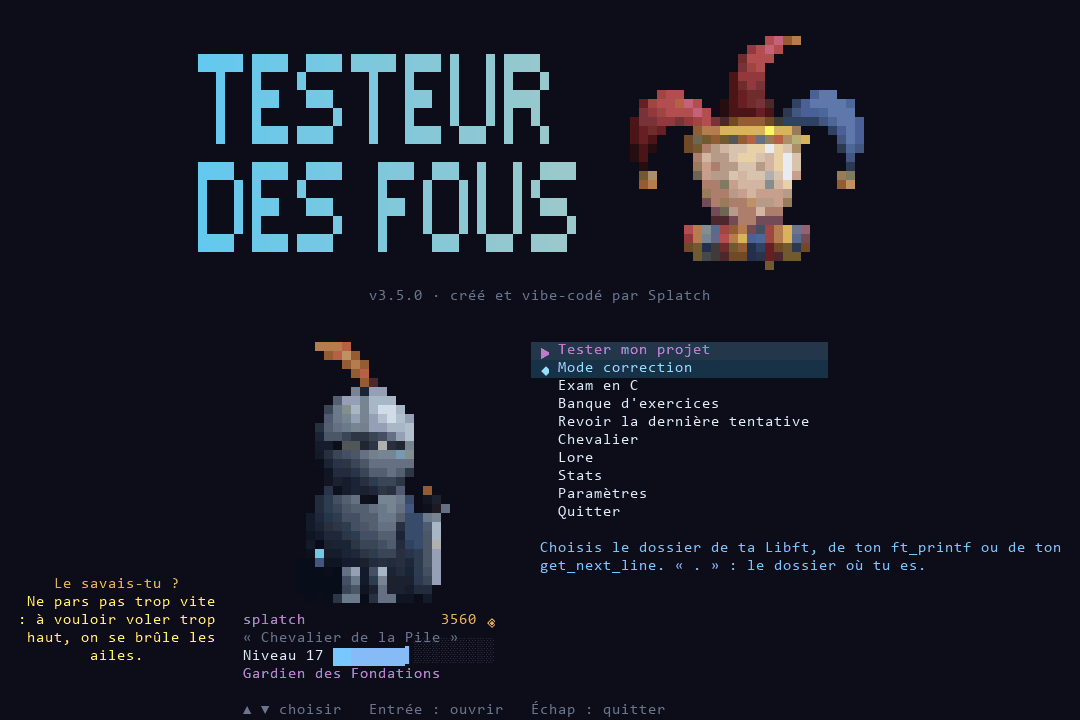 TESTEUR
DES FOUS
v3.5.0 · créé et vibe-codé par Splatch
Tester mon projet
Mode correction
Exam en C
Banque d'exercices
Revoir la dernière tentative
Chevalier
Lore
Stats
Paramètres
Quitter
Choisis le dossier de ta Libft, de ton ft_printf ou de ton
get_next_line. « . » : le dossier où tu es.
Le savais-tu ?
Ne pars pas trop vite
: à vouloir voler trop
haut, on se brûle les
ailes.
splatch 3560
« Chevalier de la Pile »
Niveau 17
Gardien des Fondations
▲ ▼ choisir Entrée : ouvrir Échap : quitter